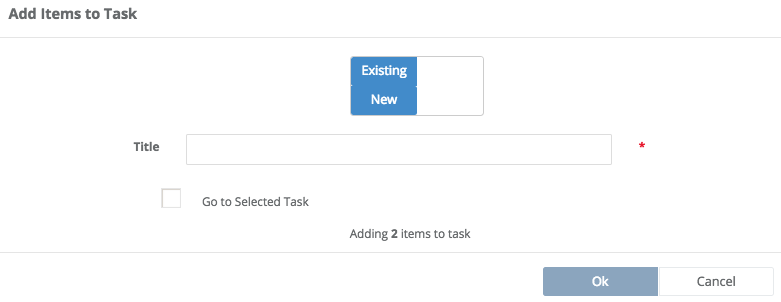 Add Items to Task
Existing
New
Title *
Go to Selected Task
Adding 2 items to task
Ok Cancel